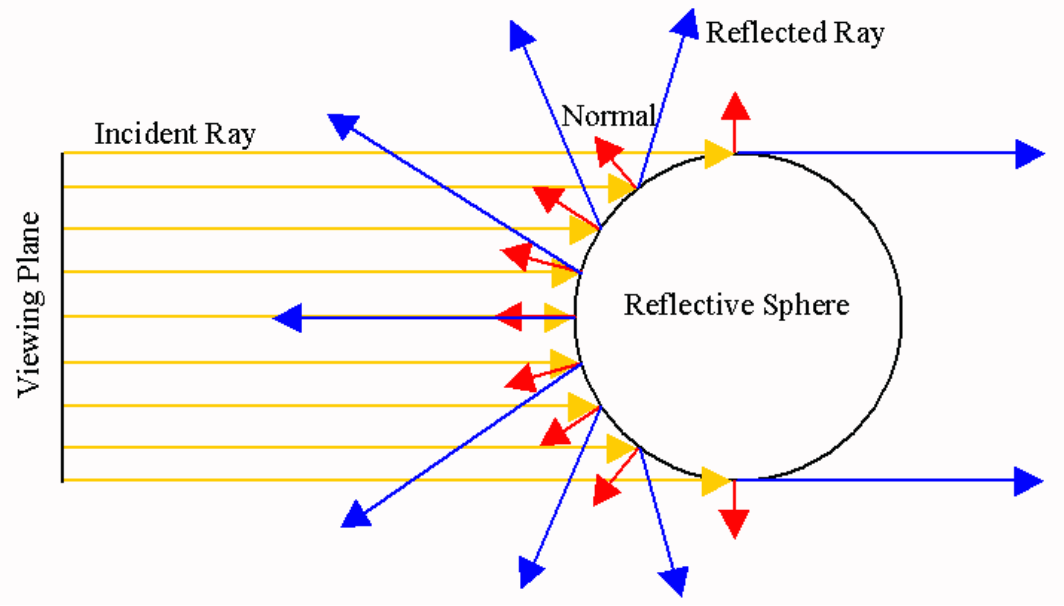 Reflected Ray
Normal
Incident Ray
Viewing Plane
Reflective Sphere